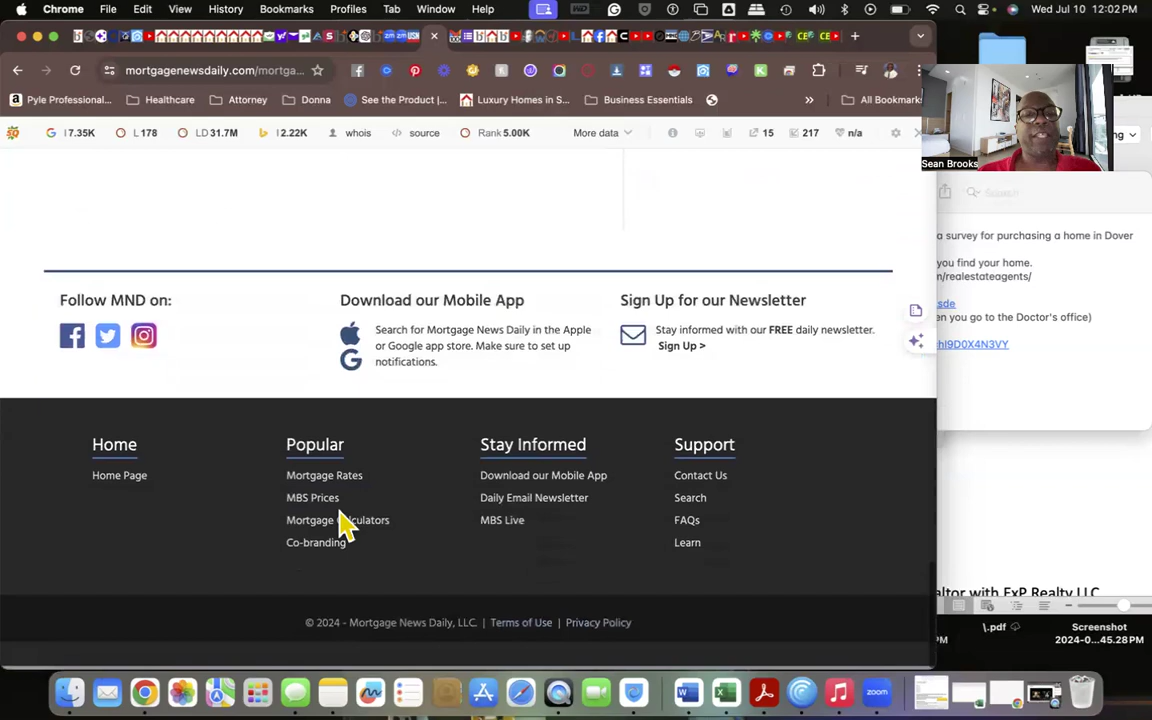 Chrome File Edit View History Bookmarks Profiles Tab Window Help Wed Jul 10 12:02 PM
mortgagenewsdaily.com/mortga...
Pyle Professional... Healthcare Attorney Donna See the Product |... Luxury Homes in S... Business Essentials All Bookmarks
I 7.35K L 178 LD 31.7M I 2.22K whois source Rank 5.00K More data 15 217 n/a
Sean Brooks
Search
a survey for purchasing a home in Dover
you find your home.
n/realestateagents/
sde
en you go to the Doctor's office)
ehI9D0X4N3VY
Follow MND on:
Download our Mobile App
Search for Mortgage News Daily in the Apple
or Google app store. Make sure to set up
notifications.
Sign Up for our Newsletter
Stay informed with our FREE daily newsletter.
Sign Up >
Home
Home Page
Popular
Mortgage Rates
MBS Prices
Mortgage Calculators
Co-branding
Stay Informed
Download our Mobile App
Daily Email Newsletter
MBS Live
Support
Contact Us
Search
FAQs
Learn
altor with ExP Realty LLC
© 2024 - Mortgage News Daily, LLC. | Terms of Use | Privacy Policy
\.pdf
Screenshot
2024-0...45.28 PM
zoom